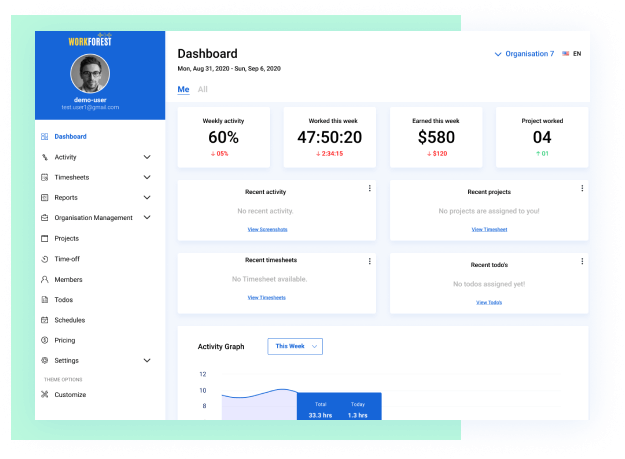 WORKFOREST
demo-user
test.user1@gmail.com
Dashboard
Activity
Timesheets
Reports
Organisation Management
Projects
Time-off
Members
Todos
Schedules
Pricing
Settings
THEME OPTIONS
Customize
Dashboard
Mon, Aug 31, 2020 - Sun, Sep 6, 2020
Organisation 7
EN
Me All
Weekly activity
60%
↓ 05%
Worked this week
47:50:20
↓ 2:34:15
Earned this week
$580
↓ $120
Project worked
04
↑ 01
Recent activity
No recent activity.
View Screenshots
Recent projects
No projects are assigned to you!
View Timesheet
Recent timesheets
No Timesheet available.
View Timesheets
Recent todo's
No todos assigned yet!
View Todo's
Activity Graph
This Week
12
10
8
Total Today
33.3 hrs 1.3 hrs